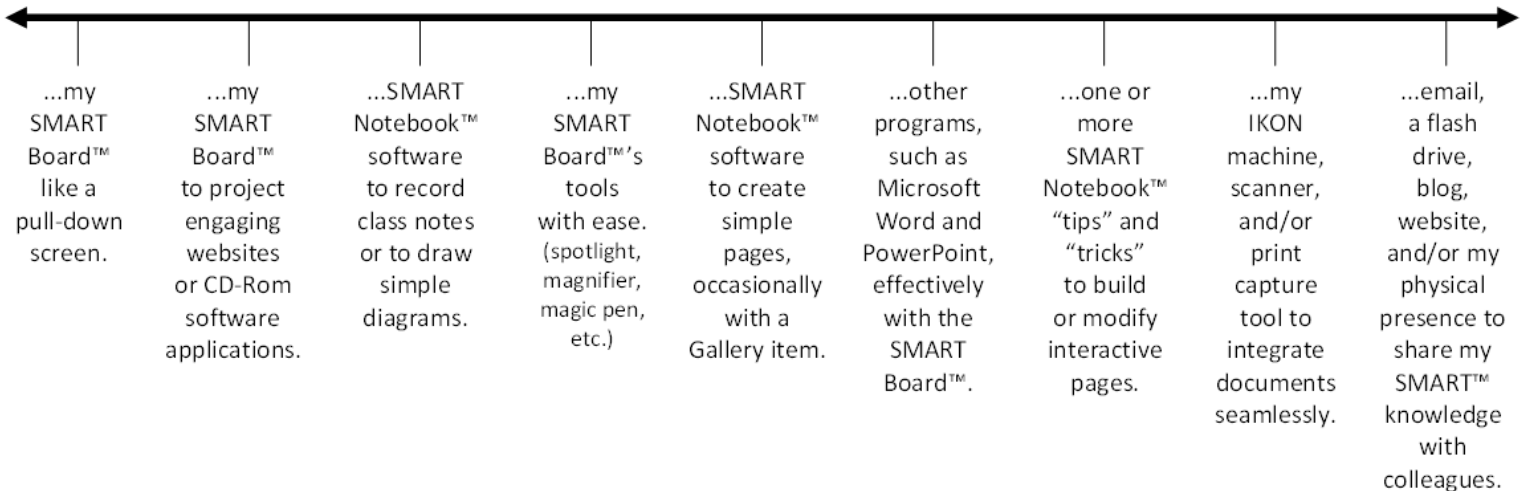 ...my
SMART
Board™
like a
pull-down
screen.
...my
SMART
Board™
to project
engaging
websites
or CD-Rom
software
applications.
...SMART
Notebook™
software
to record
class notes
or to draw
simple
diagrams.
...my
SMART
Board™’s
tools
with ease.
(spotlight,
magnifier,
magic pen,
etc.)
...SMART
Notebook™
software
to create
simple
pages,
occasionally
with a
Gallery item.
...other
programs,
such as
Microsoft
Word and
PowerPoint,
effectively
with the
SMART
Board™.
...one or
more
SMART
Notebook™
“tips” and
“tricks”
to build
or modify
interactive
pages.
...my
IKON
machine,
scanner,
and/or
print
capture
tool to
integrate
documents
seamlessly.
...email,
a flash
drive,
blog,
website,
and/or my
physical
presence to
share my
SMART™
knowledge
with
colleagues.